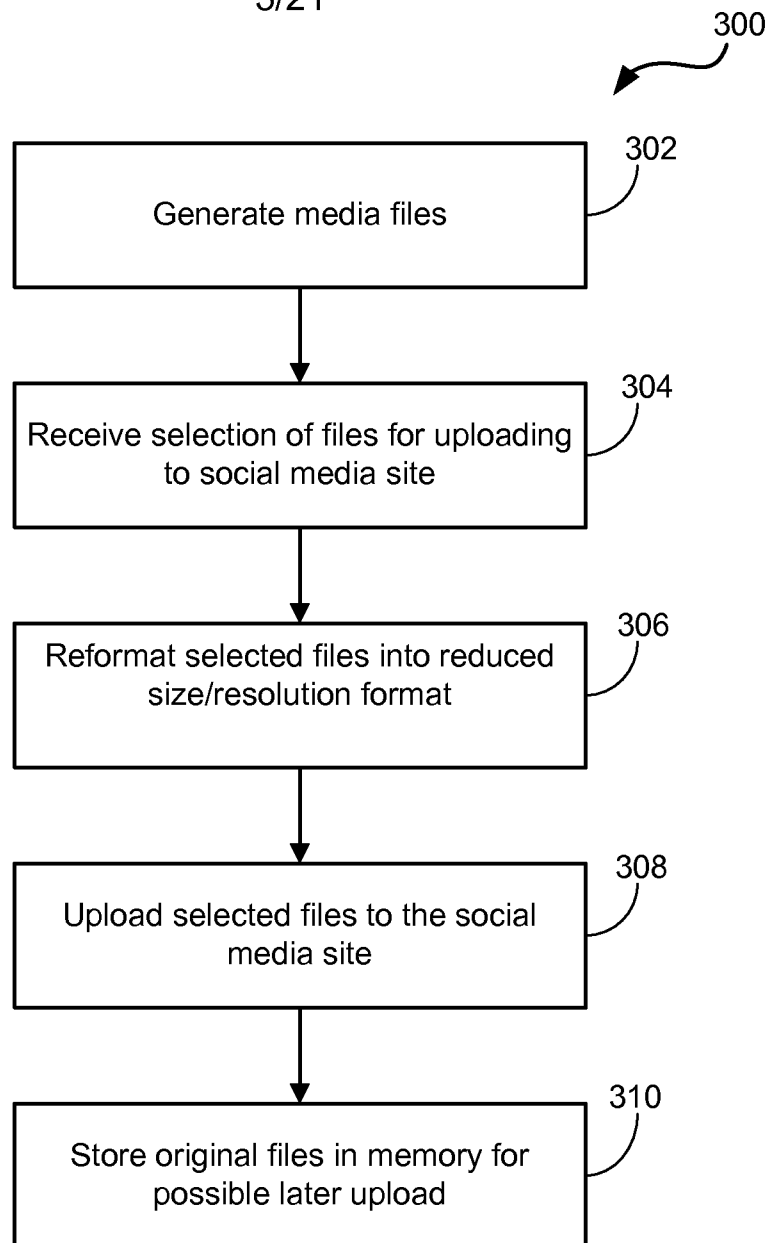 3/21
300
302
Generate media files
304
Receive selection of files for uploading
to social media site
306
Reformat selected files into reduced
size/resolution format
308
Upload selected files to the social
media site
310
Store original files in memory for
possible later upload